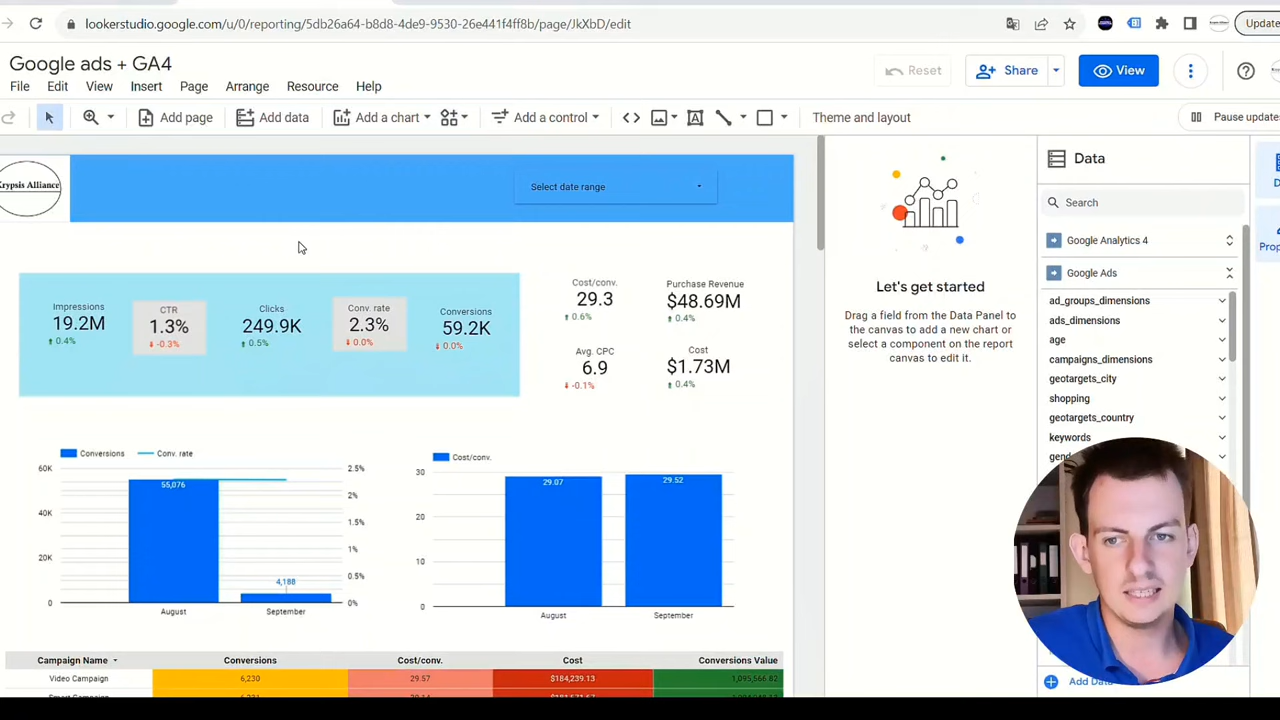 lookerstudio.google.com/u/0/reporting/5db26a64-b8d8-4de9-9530-26e441f4ff8b/page/JkXbD/edit
Update
Google ads + GA4
Reset
Share
View
File Edit View Insert Page Arrange Resource Help
Add page
Add data
Add a chart
Add a control
Theme and layout
Pause update
Krypsis Alliance
Select date range
Data
Search
Google Analytics 4
Google Ads
ad_groups_dimensions
ads_dimensions
age
campaigns_dimensions
geotargets_city
shopping
geotargets_country
keywords
Prop
Let's get started
Drag a field from the Data Panel to
the canvas to add a new chart or
select a component on the report
canvas to edit it.
Impressions
19.2M
0.4%
CTR
1.3%
-0.3%
Clicks
249.9K
0.5%
Conv. rate
2.3%
0.0%
Conversions
59.2K
0.0%
Cost/conv.
29.3
0.6%
Purchase Revenue
$48.69M
0.4%
Avg. CPC
6.9
-0.1%
Cost
$1.73M
0.4%
Conversions Conv. rate
60K
40K
20K
0
2.5%
2%
1.5%
1%
0.5%
0%
55,076
4,188
August September
Cost/conv.
30
20
10
0
29.07
29.52
August September
Campaign Name Conversions Cost/conv. Cost Conversions Value
Video Campaign 6,230 29.57 $184,239.13 1,095,566.82
Add Data